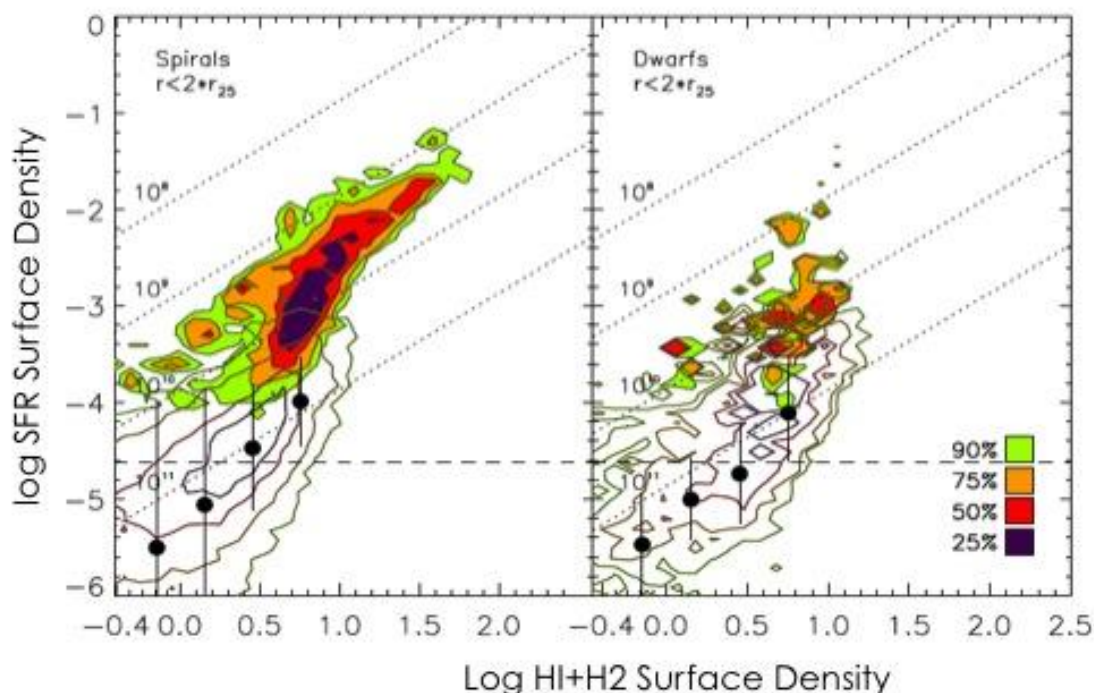 0
−1
−2
−3
−4
−5
−6
log SFR Surface Density
Spirals
r<2*r25
10⁸
10⁹
10¹⁰
10¹¹
Dwarfs
r<2*r25
10⁸
10⁹
10¹⁰
10¹¹
90%
75%
50%
25%
−0.4 0.0 0.5 1.0 1.5 2.0
−0.4 0.0 0.5 1.0 1.5 2.0 2.5
Log HI+H2 Surface Density